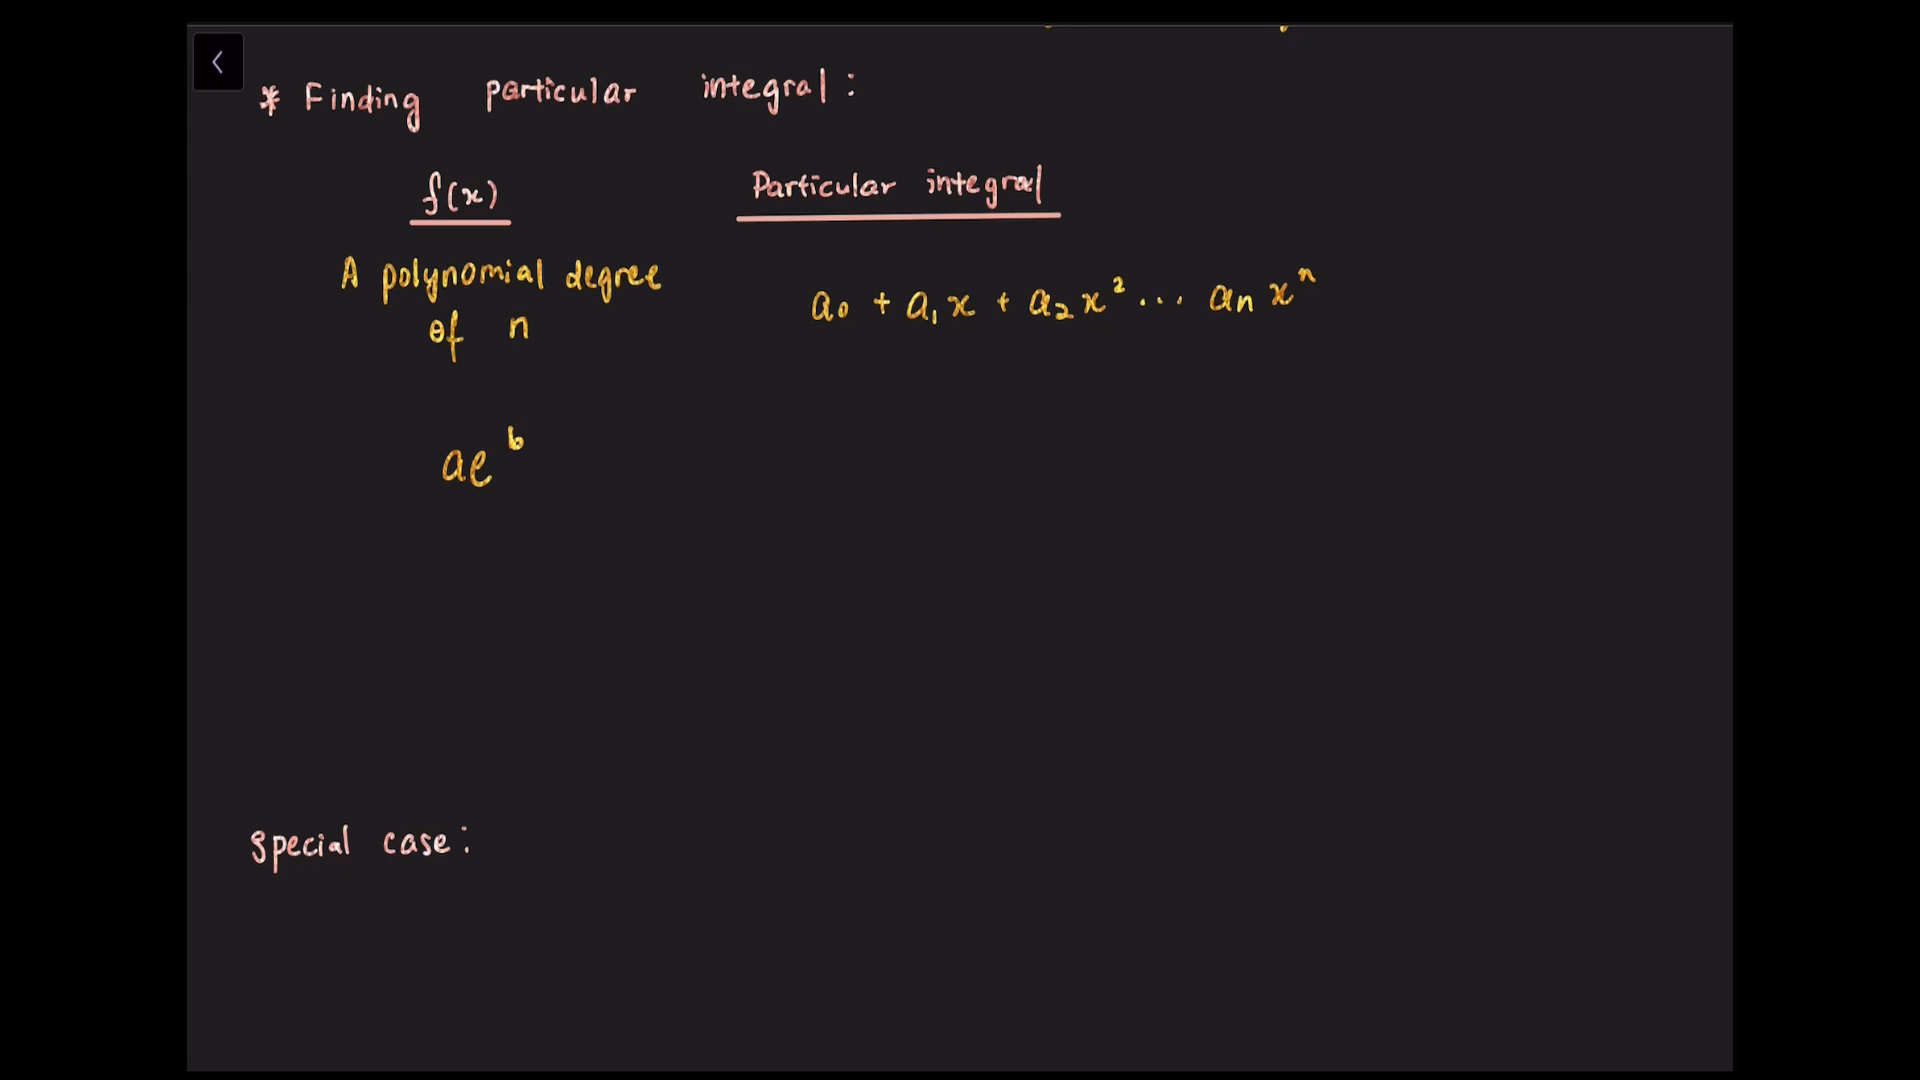 * Finding particular integral :
f(x) Particular integral
A polynomial degree
of n
a₀ + a₁x + a₂x² ... aₙxⁿ
ae^b
special case :